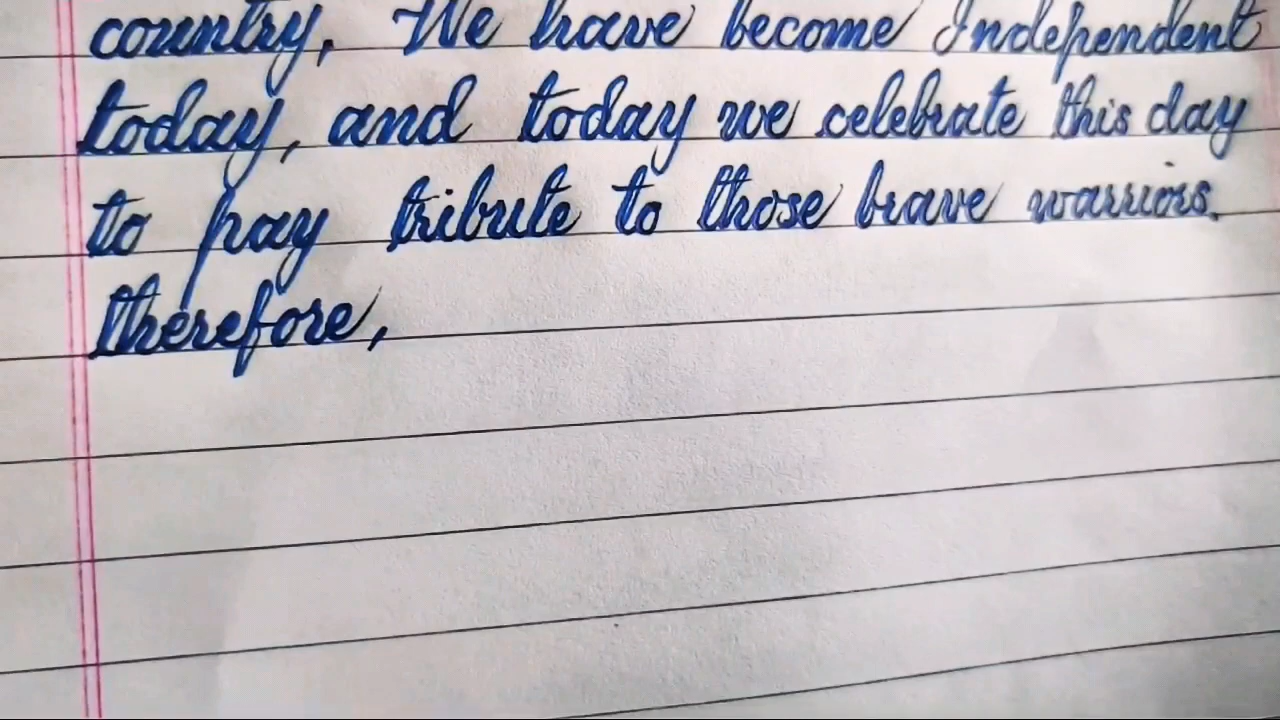 country, We have become Independent
today, and today we celebrate this day
to pay tribute to those brave warriors.
therefore,